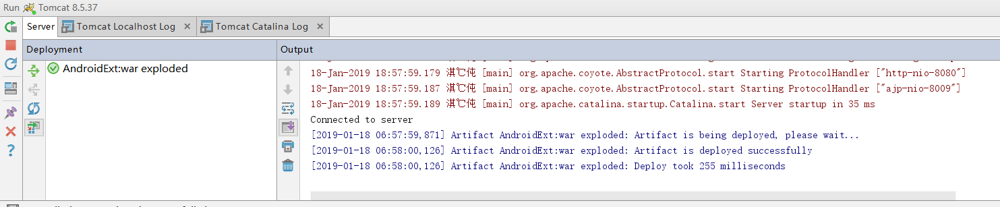 Run Tomcat 8.5.37
Server Tomcat Localhost Log Tomcat Catalina Log
Deployment Output
AndroidExt:war exploded
18-Jan-2019 18:57:59.179 淇℃伅 [main] org.apache.coyote.AbstractProtocol.start Starting ProtocolHandler ["http-nio-8080"]
18-Jan-2019 18:57:59.187 淇℃伅 [main] org.apache.coyote.AbstractProtocol.start Starting ProtocolHandler ["ajp-nio-8009"]
18-Jan-2019 18:57:59.189 淇℃伅 [main] org.apache.catalina.startup.Catalina.start Server startup in 35 ms
Connected to server
[2019-01-18 06:57:59,871] Artifact AndroidExt:war exploded: Artifact is being deployed, please wait...
[2019-01-18 06:58:00,126] Artifact AndroidExt:war exploded: Artifact is deployed successfully
[2019-01-18 06:58:00,126] Artifact AndroidExt:war exploded: Deploy took 255 milliseconds